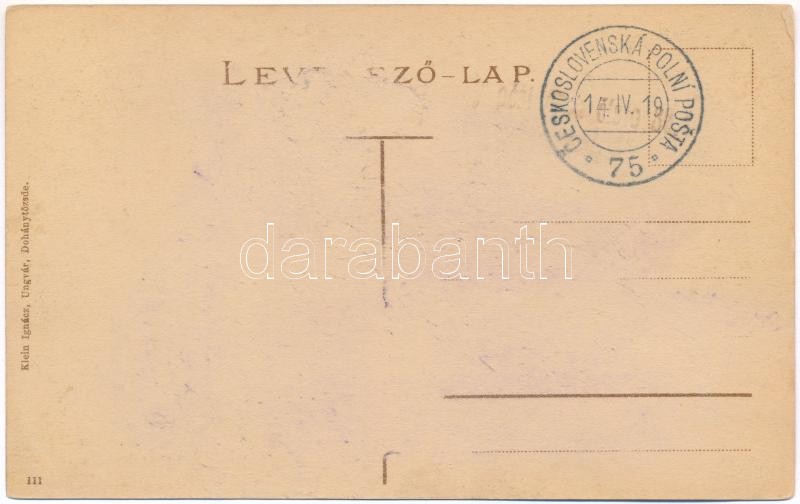 LEVELEZŐ-LAP.
ČESKOSLOVENSKÁ POLNÍ POŠTA
14. IV. 19
75
darabanth
Klein Ignácz, Ungvár, Dohánytőzsde.
111